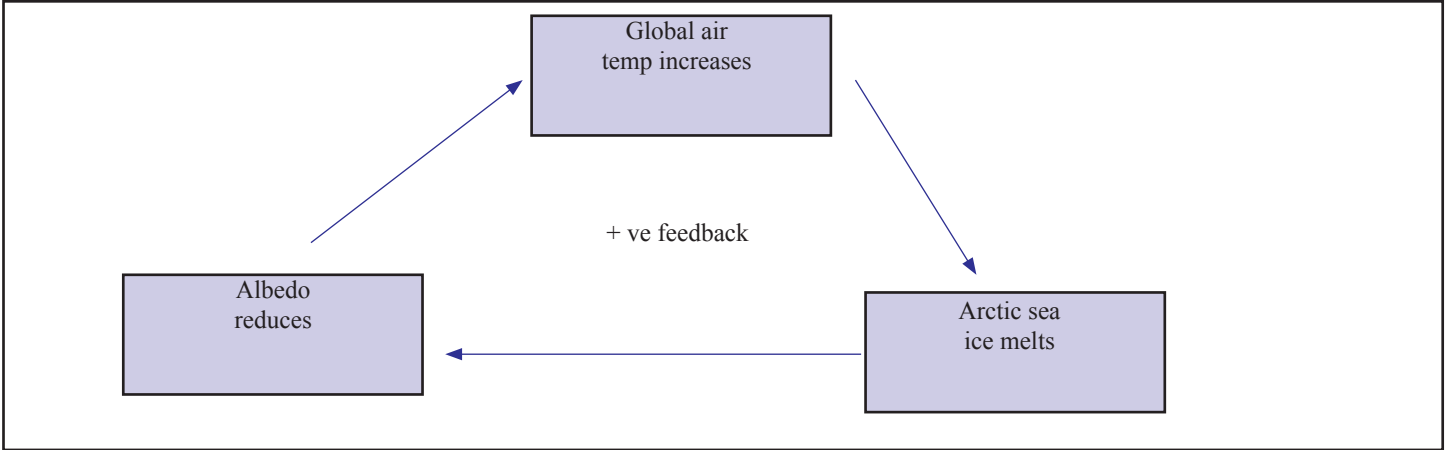 Global air
temp increases
+ ve feedback
Albedo
reduces
Arctic sea
ice melts